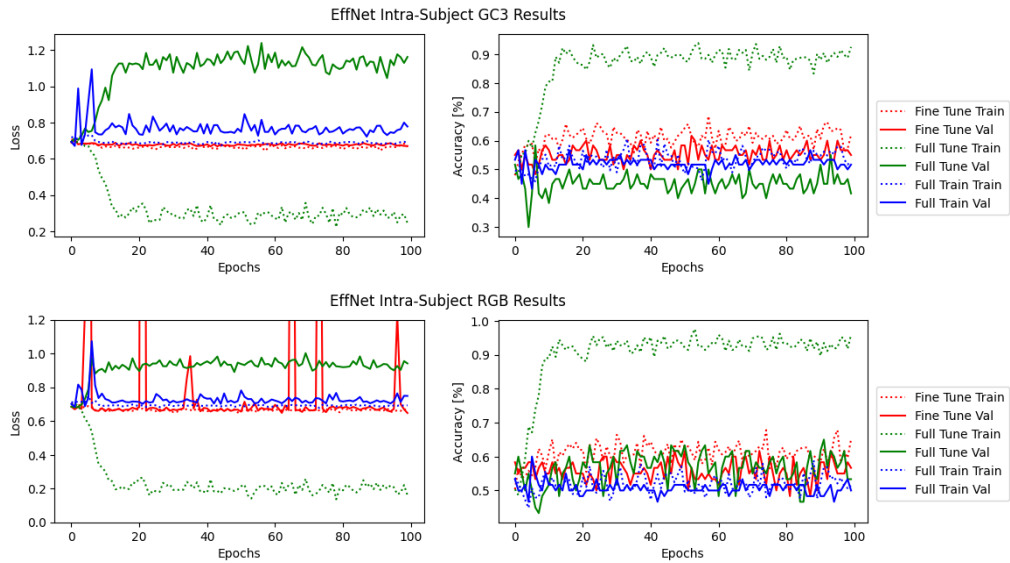 EffNet Intra-Subject GC3 Results
1.2
1.0
0.8
0.6
0.4
0.2
Loss
0 20 40 60 80 100
Epochs
0.9
0.8
0.7
0.6
0.5
0.4
0.3
Accuracy [%]
0 20 40 60 80 100
Epochs
Fine Tune Train
Fine Tune Val
Full Tune Train
Full Tune Val
Full Train Train
Full Train Val
EffNet Intra-Subject RGB Results
1.2
1.0
0.8
0.6
0.4
0.2
0.0
Loss
0 20 40 60 80 100
Epochs
1.0
0.9
0.8
0.7
0.6
0.5
Accuracy [%]
0 20 40 60 80 100
Epochs
Fine Tune Train
Fine Tune Val
Full Tune Train
Full Tune Val
Full Train Train
Full Train Val